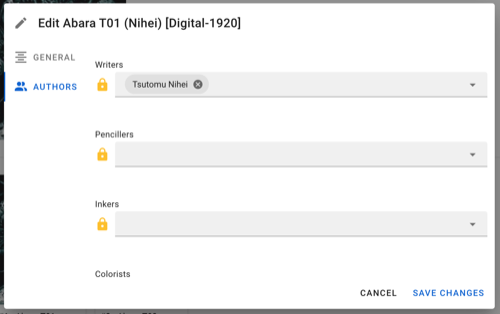 Edit Abara T01 (Nihei) [Digital-1920]
GENERAL
AUTHORS
Writers
Tsutomu Nihei
Pencillers
Inkers
Colorists
CANCEL SAVE CHANGES